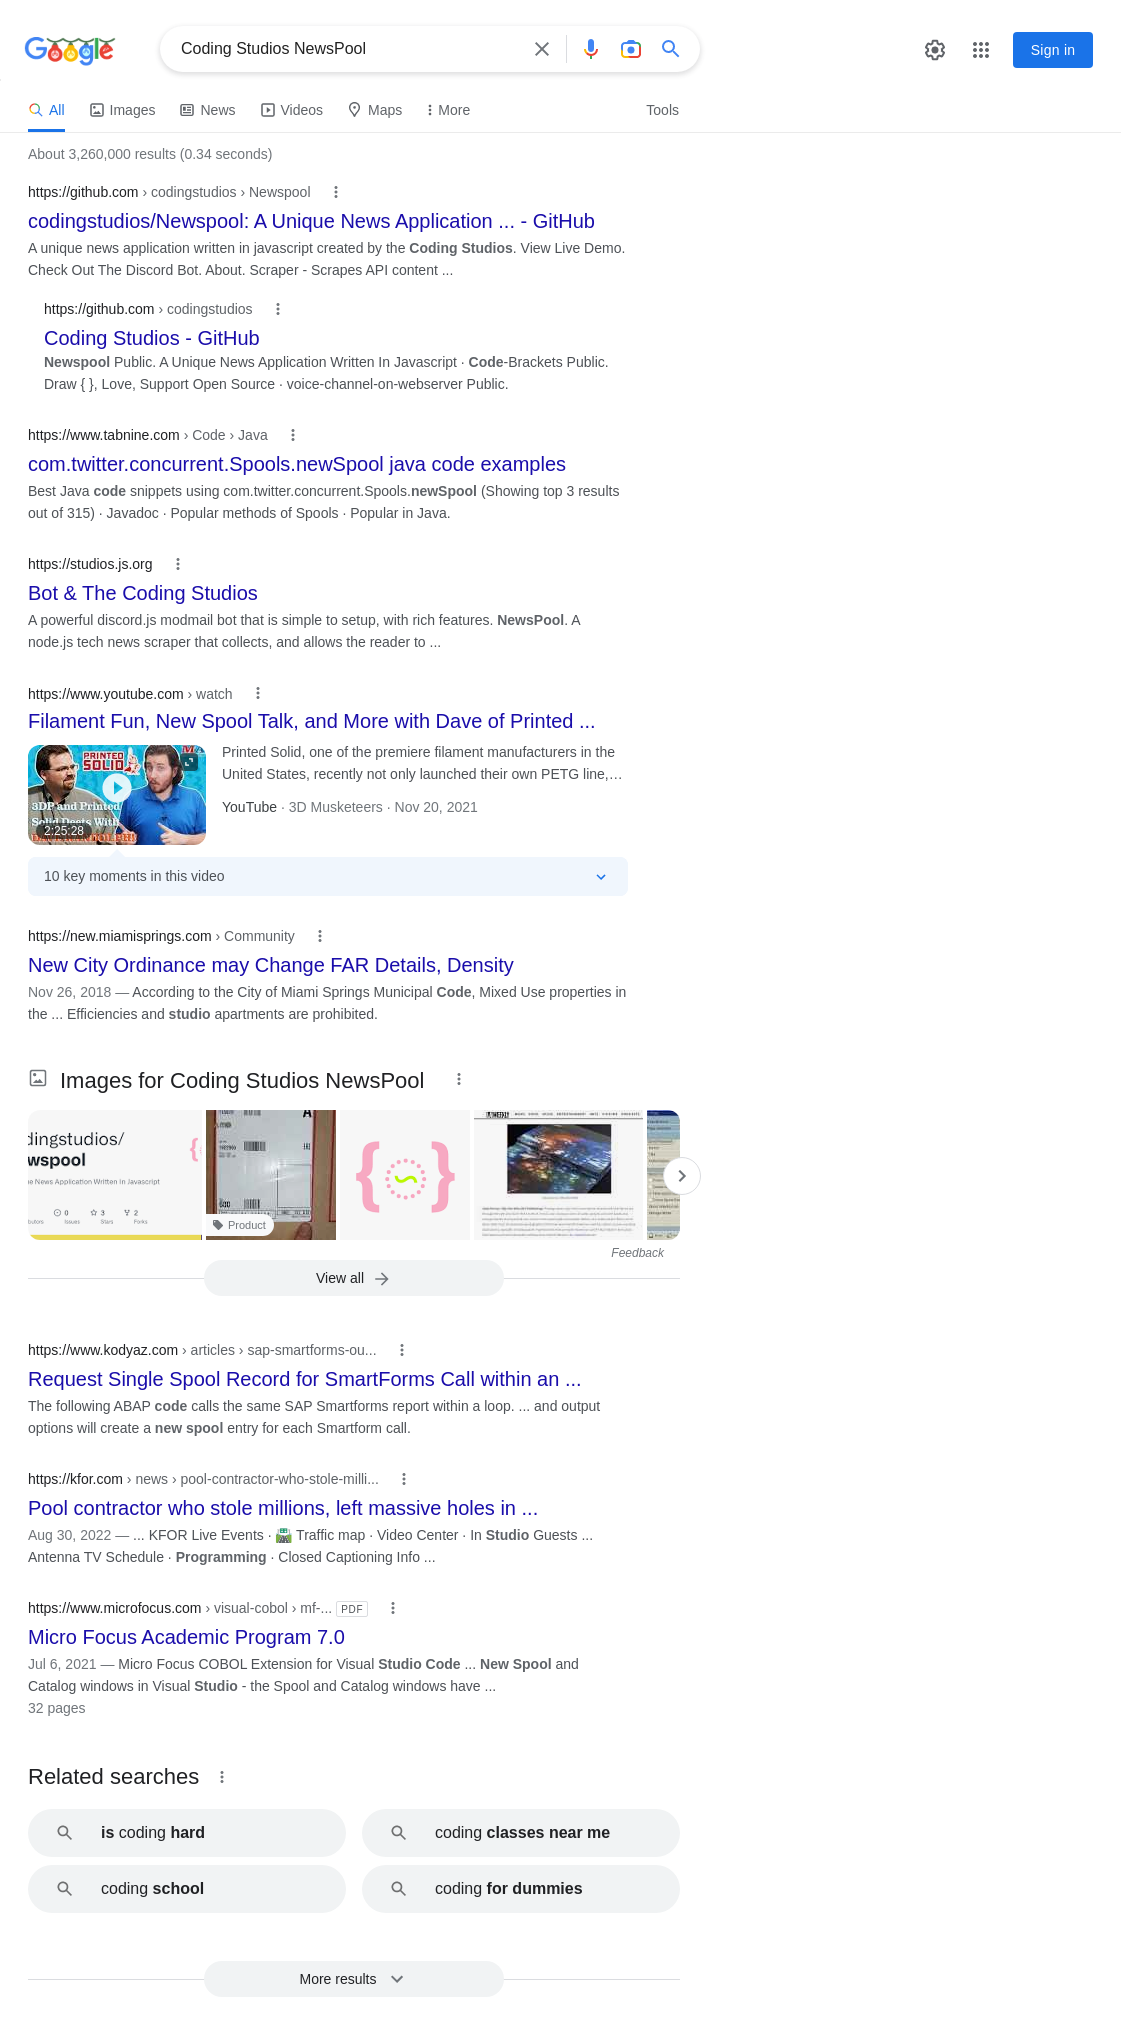 Google
Coding Studios NewsPool
Sign in
All Images News Videos Maps More Tools
About 3,260,000 results (0.34 seconds)
https://github.com › codingstudios › Newspool
codingstudios/Newspool: A Unique News Application ... - GitHub
A unique news application written in javascript created by the Coding Studios. View Live Demo.
Check Out The Discord Bot. About. Scraper - Scrapes API content ...
https://github.com › codingstudios
Coding Studios - GitHub
Newspool Public. A Unique News Application Written In Javascript · Code-Brackets Public.
Draw { }, Love, Support Open Source · voice-channel-on-webserver Public.
https://www.tabnine.com › Code › Java
com.twitter.concurrent.Spools.newSpool java code examples
Best Java code snippets using com.twitter.concurrent.Spools.newSpool (Showing top 3 results
out of 315) · Javadoc · Popular methods of Spools · Popular in Java.
https://studios.js.org
Bot & The Coding Studios
A powerful discord.js modmail bot that is simple to setup, with rich features. NewsPool. A
node.js tech news scraper that collects, and allows the reader to ...
https://www.youtube.com › watch
Filament Fun, New Spool Talk, and More with Dave of Printed ...
PRINTED
SOLID
3DP and Printed
Solid Deets With
2:25:28
Printed Solid, one of the premiere filament manufacturers in the
United States, recently not only launched their own PETG line,…
YouTube · 3D Musketeers · Nov 20, 2021
10 key moments in this video
https://new.miamisprings.com › Community
New City Ordinance may Change FAR Details, Density
Nov 26, 2018 — According to the City of Miami Springs Municipal Code, Mixed Use properties in
the ... Efficiencies and studio apartments are prohibited.
Images for Coding Studios NewsPool
dingstudios/
wspool
e News Application Written In Javascript
0 3 2
butors Issues Stars Forks
Product
WEEKLY
Feedback
View all
https://www.kodyaz.com › articles › sap-smartforms-ou...
Request Single Spool Record for SmartForms Call within an ...
The following ABAP code calls the same SAP Smartforms report within a loop. ... and output
options will create a new spool entry for each Smartform call.
https://kfor.com › news › pool-contractor-who-stole-milli...
Pool contractor who stole millions, left massive holes in ...
Aug 30, 2022 — ... KFOR Live Events · 🛣️ Traffic map · Video Center · In Studio Guests ...
Antenna TV Schedule · Programming · Closed Captioning Info ...
https://www.microfocus.com › visual-cobol › mf-... PDF
Micro Focus Academic Program 7.0
Jul 6, 2021 — Micro Focus COBOL Extension for Visual Studio Code ... New Spool and
Catalog windows in Visual Studio - the Spool and Catalog windows have ...
32 pages
Related searches
is coding hard
coding classes near me
coding school
coding for dummies
More results